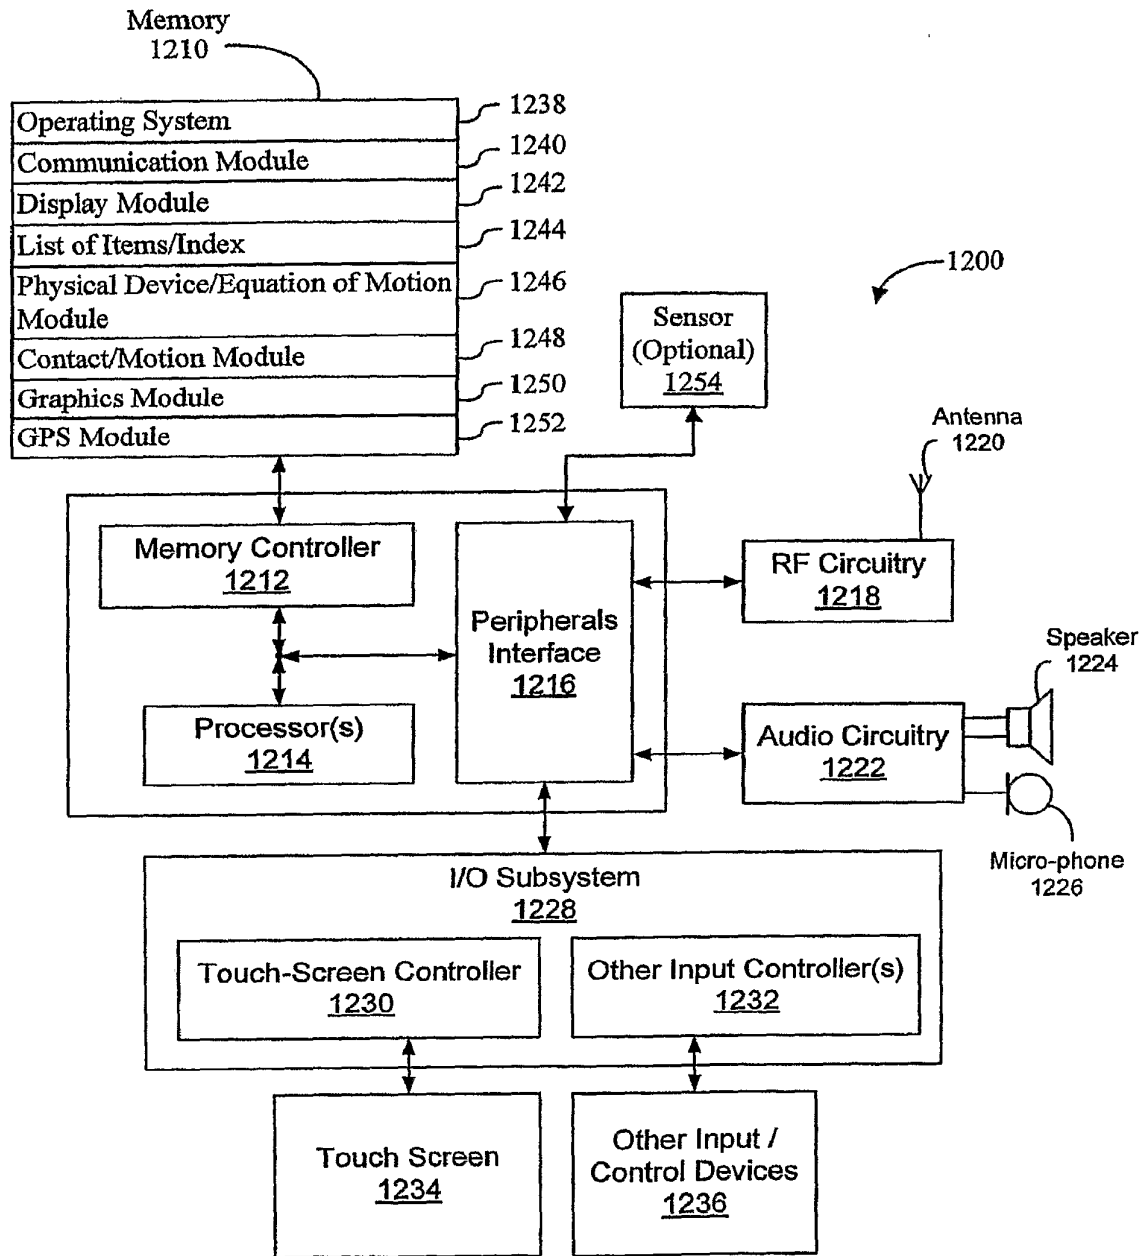 Memory
1210
Operating System
1238
Communication Module
1240
Display Module
1242
List of Items/Index
1244
Physical Device/Equation of Motion
Module
1246
Contact/Motion Module
1248
Graphics Module
1250
GPS Module
1252
1200
Sensor
(Optional)
1254
Antenna
1220
Memory Controller
1212
Peripherals
Interface
1216
RF Circuitry
1218
Processor(s)
1214
Speaker
1224
Audio Circuitry
1222
Micro-phone
1226
I/O Subsystem
1228
Touch-Screen Controller
1230
Other Input Controller(s)
1232
Touch Screen
1234
Other Input /
Control Devices
1236